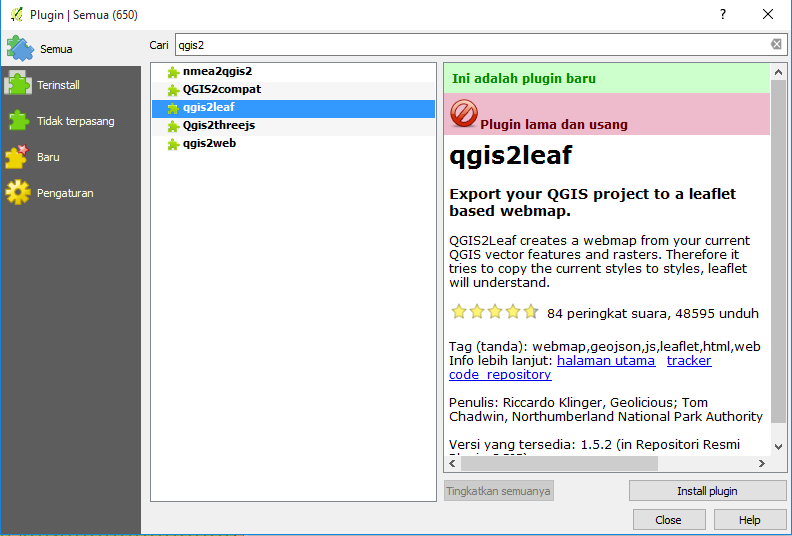 Plugin | Semua (650)
?
Semua
Terinstall
Tidak terpasang
Baru
Pengaturan
Cari
qgis2
nmea2qgis2
QGIS2compat
qgis2leaf
Qgis2threejs
qgis2web
Ini adalah plugin baru
Plugin lama dan usang
qgis2leaf
Export your QGIS project to a leaflet
based webmap.
QGIS2Leaf creates a webmap from your current
QGIS vector features and rasters. Therefore it
tries to copy the current styles to styles, leaflet
will understand.
84 peringkat suara, 48595 unduh
Tag (tanda): webmap,geojson,js,leaflet,html,web
Info lebih lanjut: halaman utama tracker
code_repository
Penulis: Riccardo Klinger, Geolicious; Tom
Chadwin, Northumberland National Park Authority
Versi yang tersedia: 1.5.2 (in Repositori Resmi
Tingkatkan semuanya
Install plugin
Close
Help